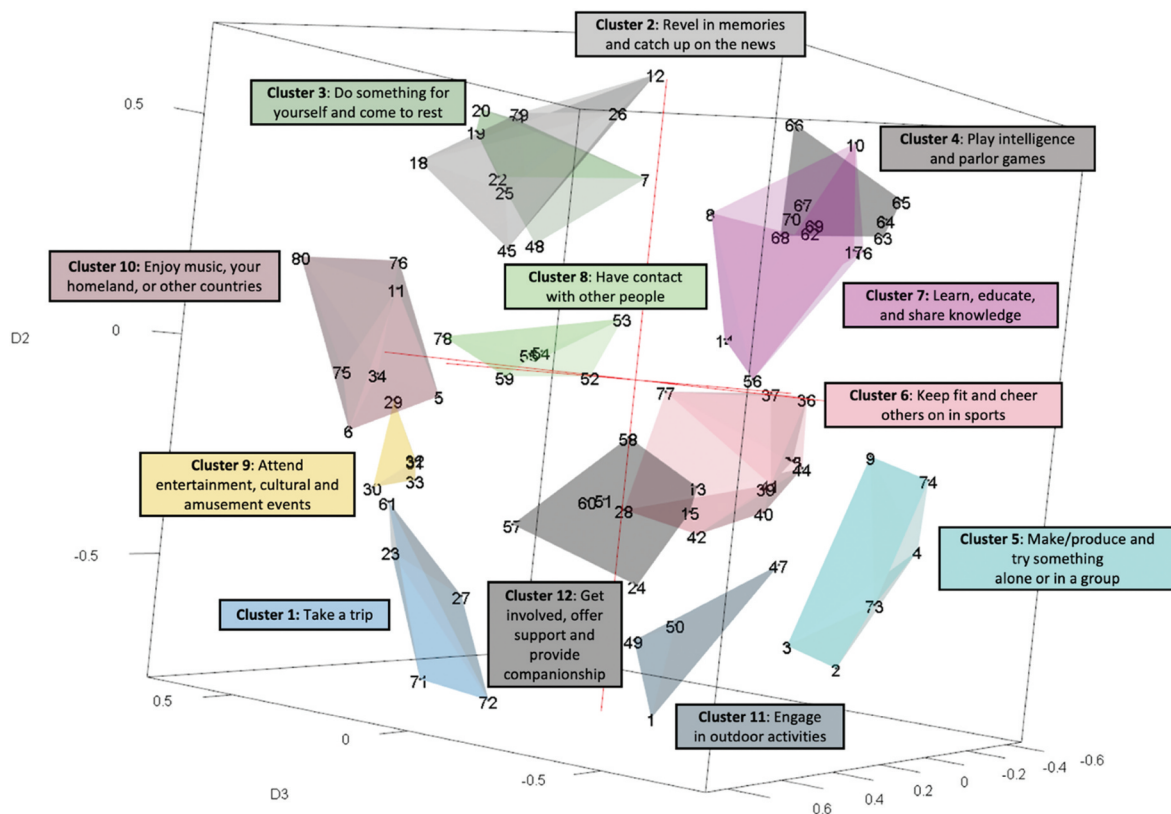 Cluster 2: Revel in memories
and catch up on the news
12
Cluster 3: Do something for
yourself and come to rest
0.5
20
79
26
19
66
10
Cluster 4: Play intelligence
and parlor games
18
22
7
25
8
67
65
70
69
64
68
62
63
45
48
17
76
Cluster 10: Enjoy music, your
homeland, or other countries
80
76
11
Cluster 8: Have contact
with other people
Cluster 7: Learn, educate,
and share knowledge
D2
0
78
53
54
59
52
14
56
75
34
29
5
6
77
37
36
Cluster 6: Keep fit and cheer
others on in sports
58
Cluster 9: Attend
entertainment, cultural and
amusement events
30
33
61
44
9
74
39
13
60
51
28
15
40
57
42
-0.5
23
4
Cluster 5: Make/produce and
try something
alone or in a group
47
24
27
Cluster 1: Take a trip
Cluster 12: Get
involved, offer
support and
provide
companionship
73
50
49
3
2
71
72
1
Cluster 11: Engage
in outdoor activities
0.5
0
-0.5
D3
0.6
0.4
0.2
0
-0.2
-0.4
-0.6